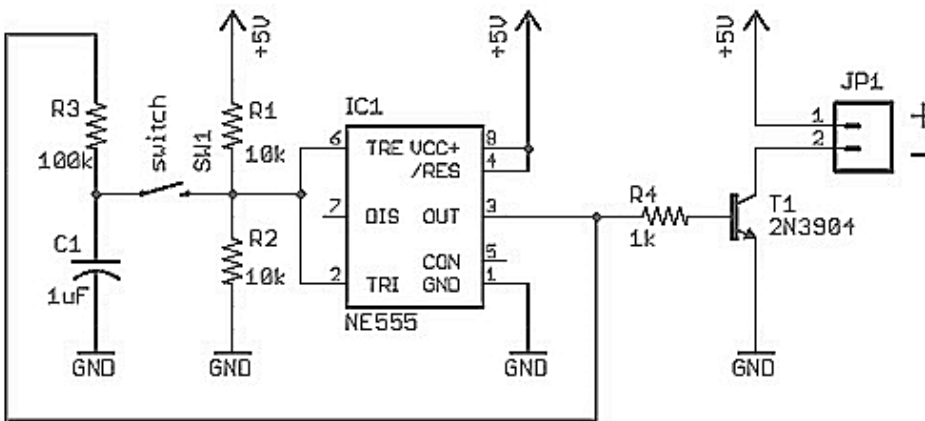 +5V
+5V
+5V
JP1
1
2
+
-
R3
100k
switch
SW1
R1
10k
IC1
6
TRE
VCC+
8
/RES
4
7
DIS
OUT
3
R4
1k
T1
2N3904
C1
1uF
R2
10k
2
TRI
CON
5
GND
1
NE555
GND
GND
GND
GND